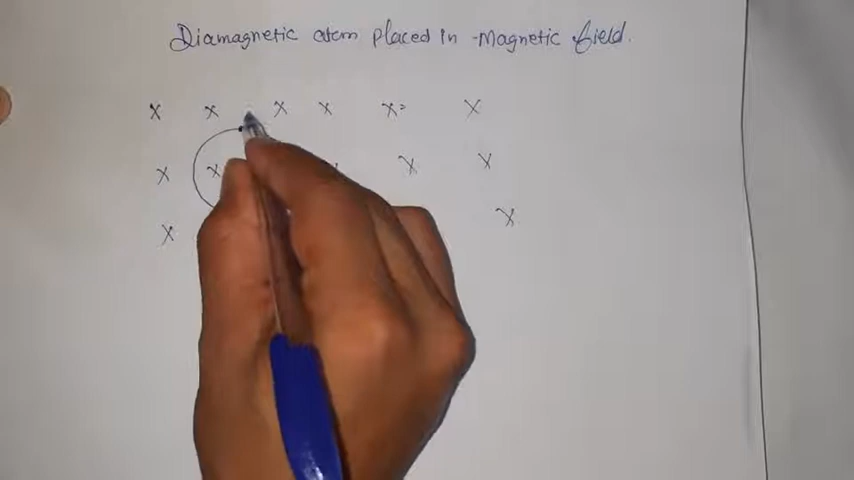 Diamagnetic atom placed in Magnetic field.
x x x x x x
x x x x
x x